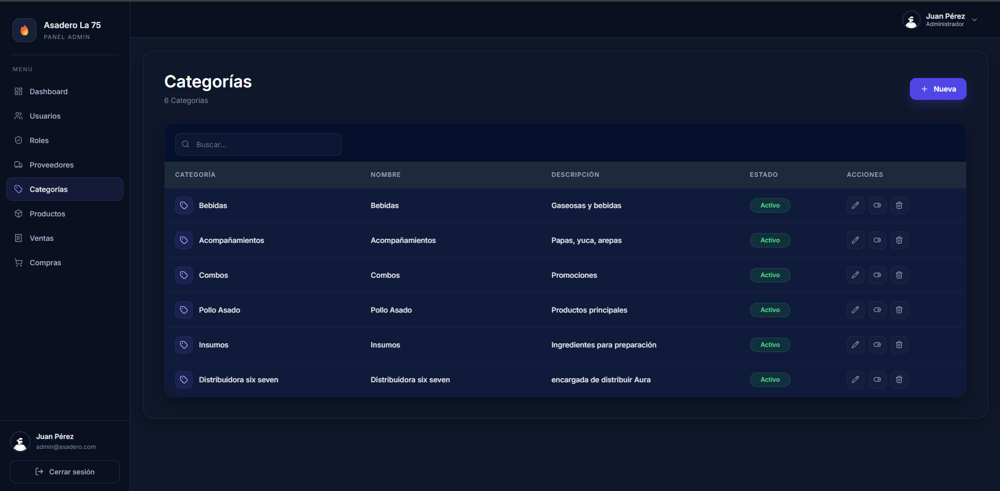 Asadero La 75
PANEL ADMIN
MENÚ
Dashboard
Usuarios
Roles
Proveedores
Categorías
Productos
Ventas
Compras
Juan Pérez
admin@asadero.com
Cerrar sesión
Juan Pérez
Administrador
Categorías
6 Categorias
Nueva
Buscar...
CATEGORÍA NOMBRE DESCRIPCIÓN ESTADO ACCIONES
Bebidas Bebidas Gaseosas y bebidas Activo
Acompañamientos Acompañamientos Papas, yuca, arepas Activo
Combos Combos Promociones Activo
Pollo Asado Pollo Asado Productos principales Activo
Insumos Insumos Ingredientes para preparación Activo
Distribuidora six seven Distribuidora six seven encargada de distribuir Aura Activo